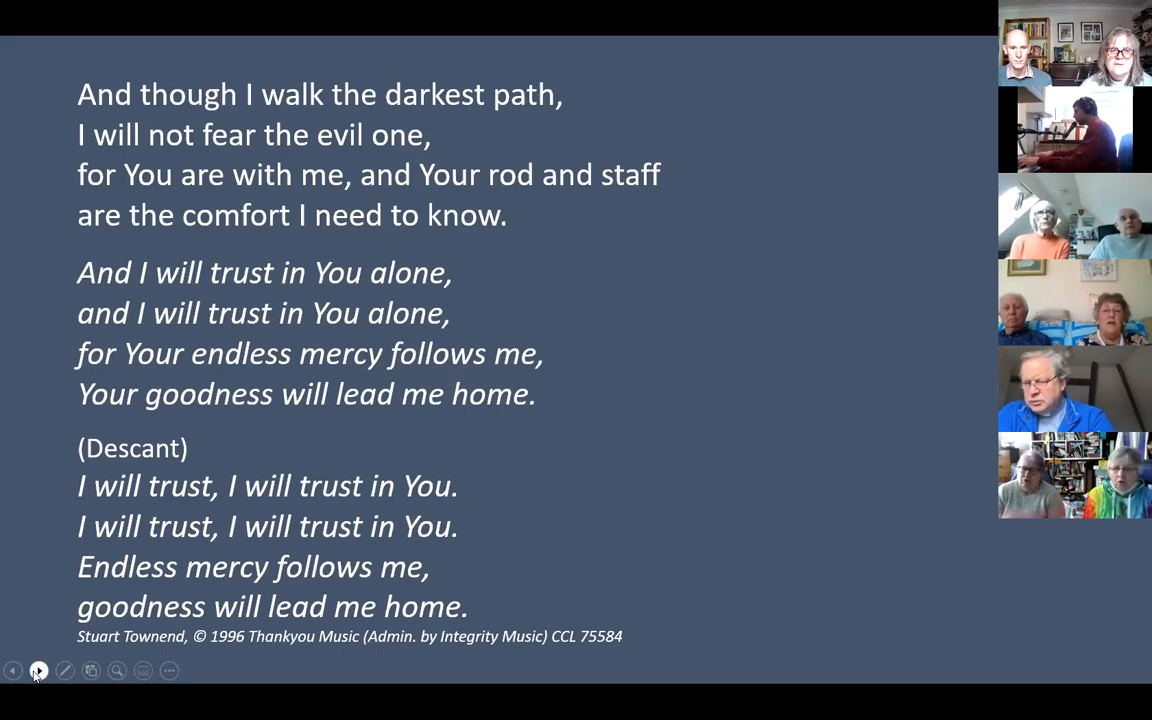 And though I walk the darkest path,
I will not fear the evil one,
for You are with me, and Your rod and staff
are the comfort I need to know.
And I will trust in You alone,
and I will trust in You alone,
for Your endless mercy follows me,
Your goodness will lead me home.
(Descant)
I will trust, I will trust in You.
I will trust, I will trust in You.
Endless mercy follows me,
goodness will lead me home.
Stuart Townend, © 1996 Thankyou Music (Admin. by Integrity Music) CCL 75584